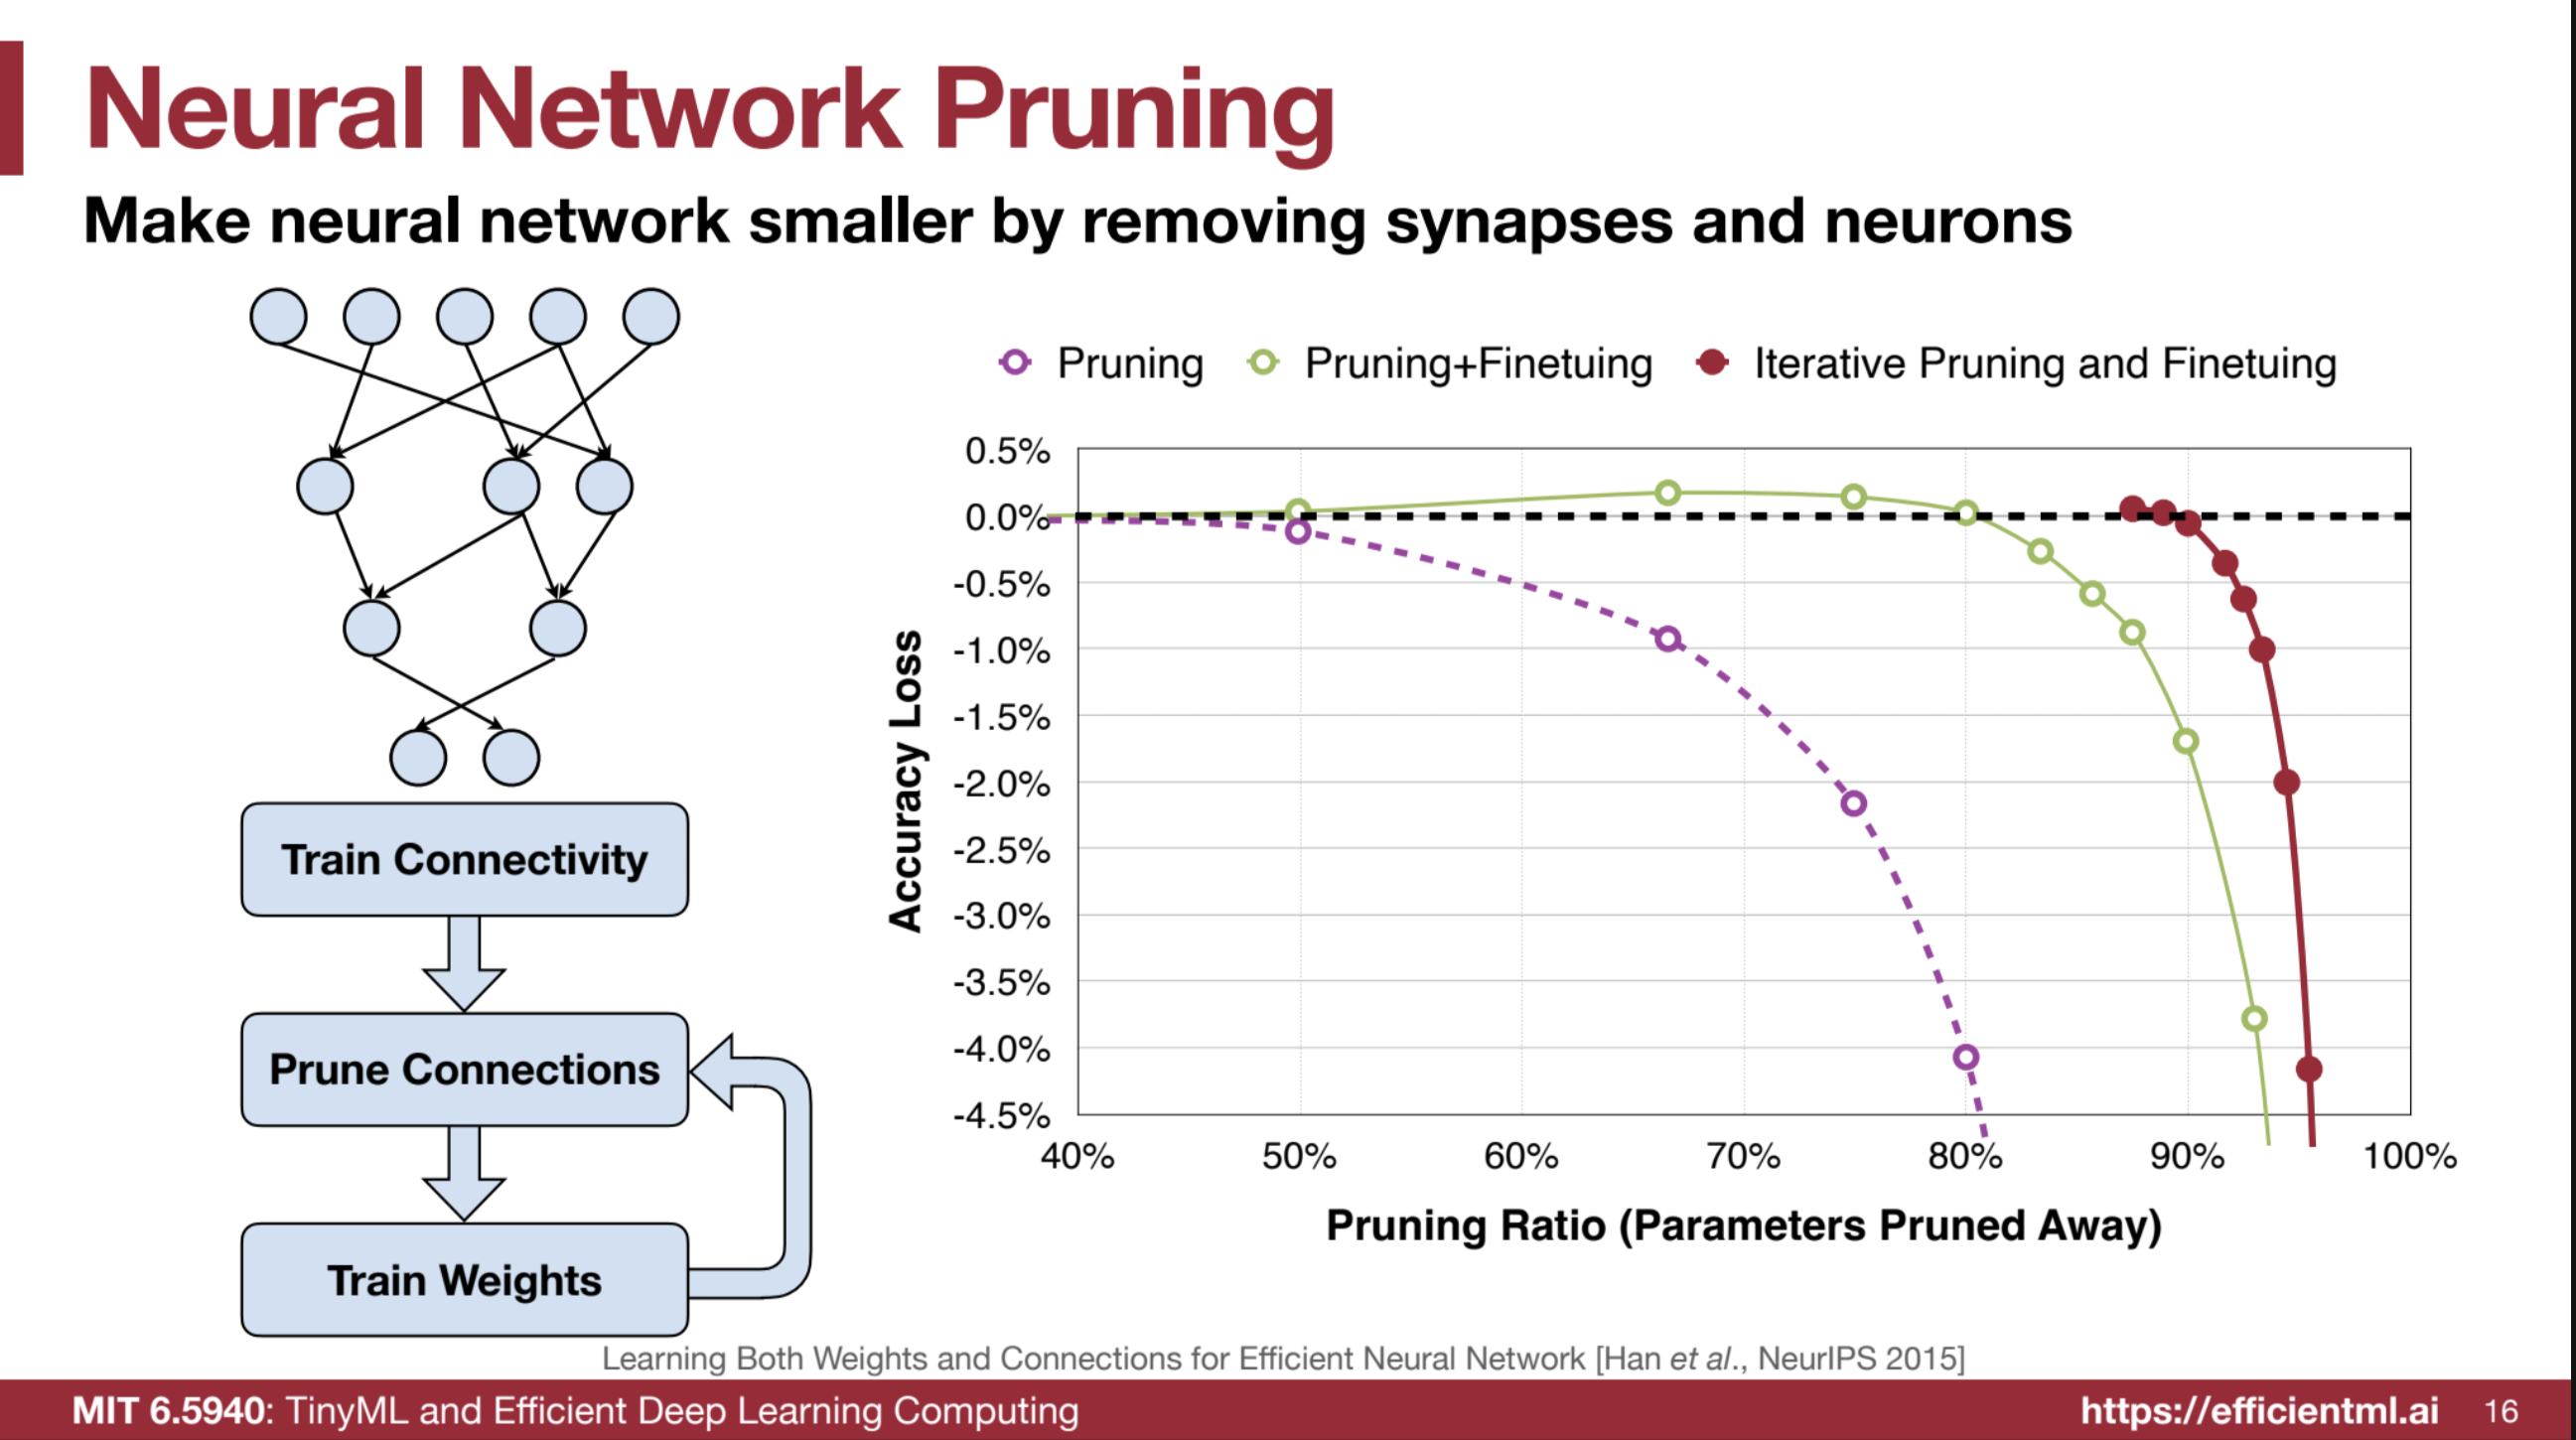 Neural Network Pruning
Make neural network smaller by removing synapses and neurons
Train Connectivity
Prune Connections
Train Weights
Pruning
Pruning+Finetuing
Iterative Pruning and Finetuing
Accuracy Loss
0.5%
0.0%
-0.5%
-1.0%
-1.5%
-2.0%
-2.5%
-3.0%
-3.5%
-4.0%
-4.5%
40% 50% 60% 70% 80% 90% 100%
Pruning Ratio (Parameters Pruned Away)
Learning Both Weights and Connections for Efficient Neural Network [Han et al., NeurIPS 2015]
MIT 6.5940: TinyML and Efficient Deep Learning Computing
https://efficientml.ai 16